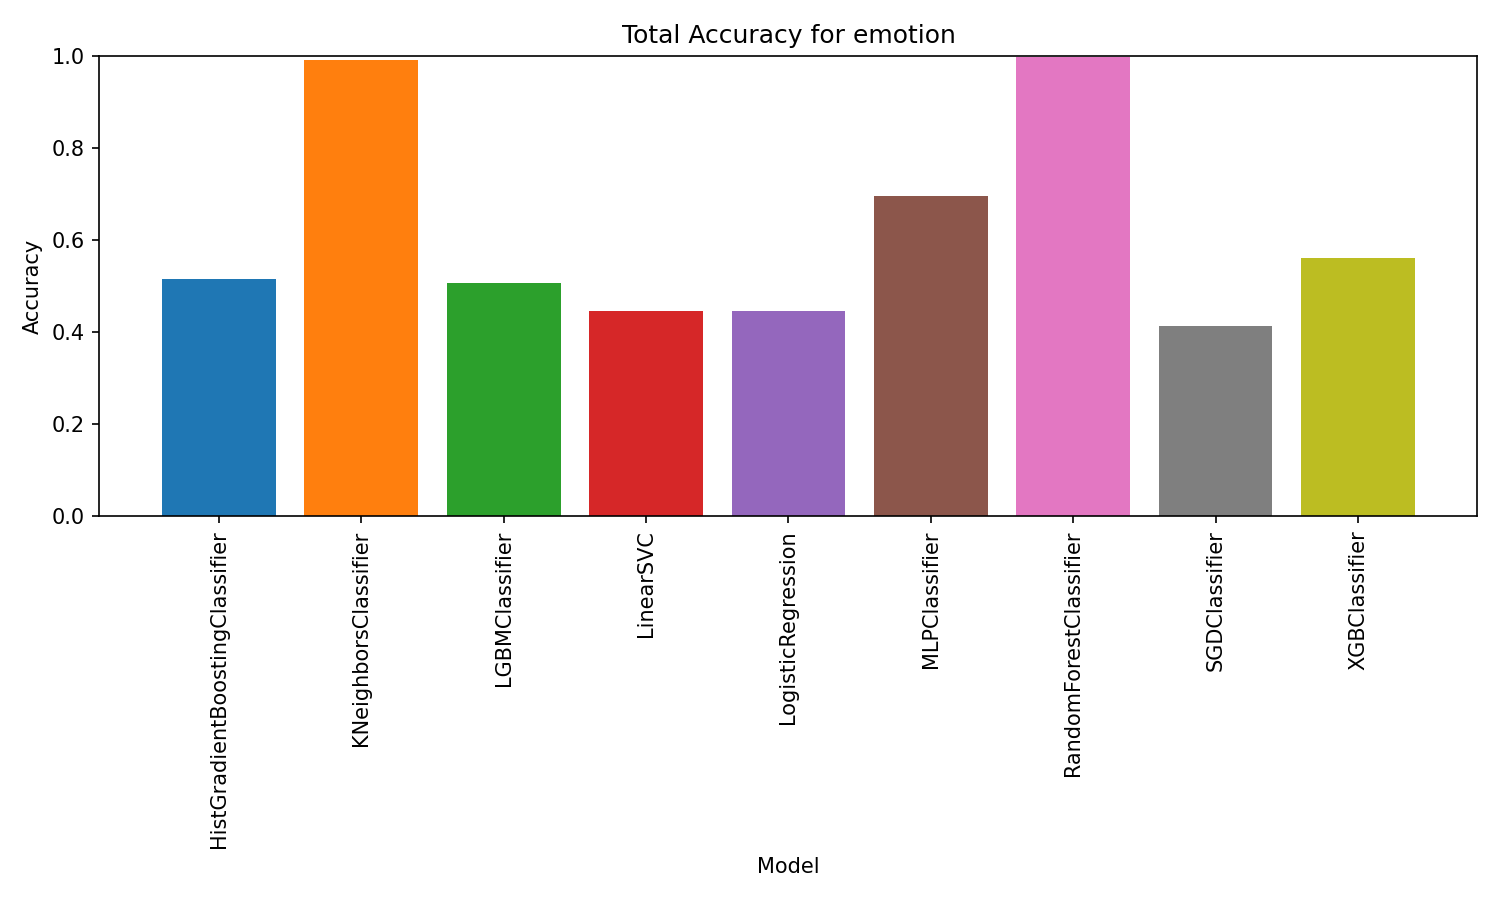 Total Accuracy for emotion
Accuracy
1.0
0.8
0.6
0.4
0.2
0.0
HistGradientBoostingClassifier
KNeighborsClassifier
LGBMClassifier
LinearSVC
LogisticRegression
MLPClassifier
RandomForestClassifier
SGDClassifier
XGBClassifier
Model